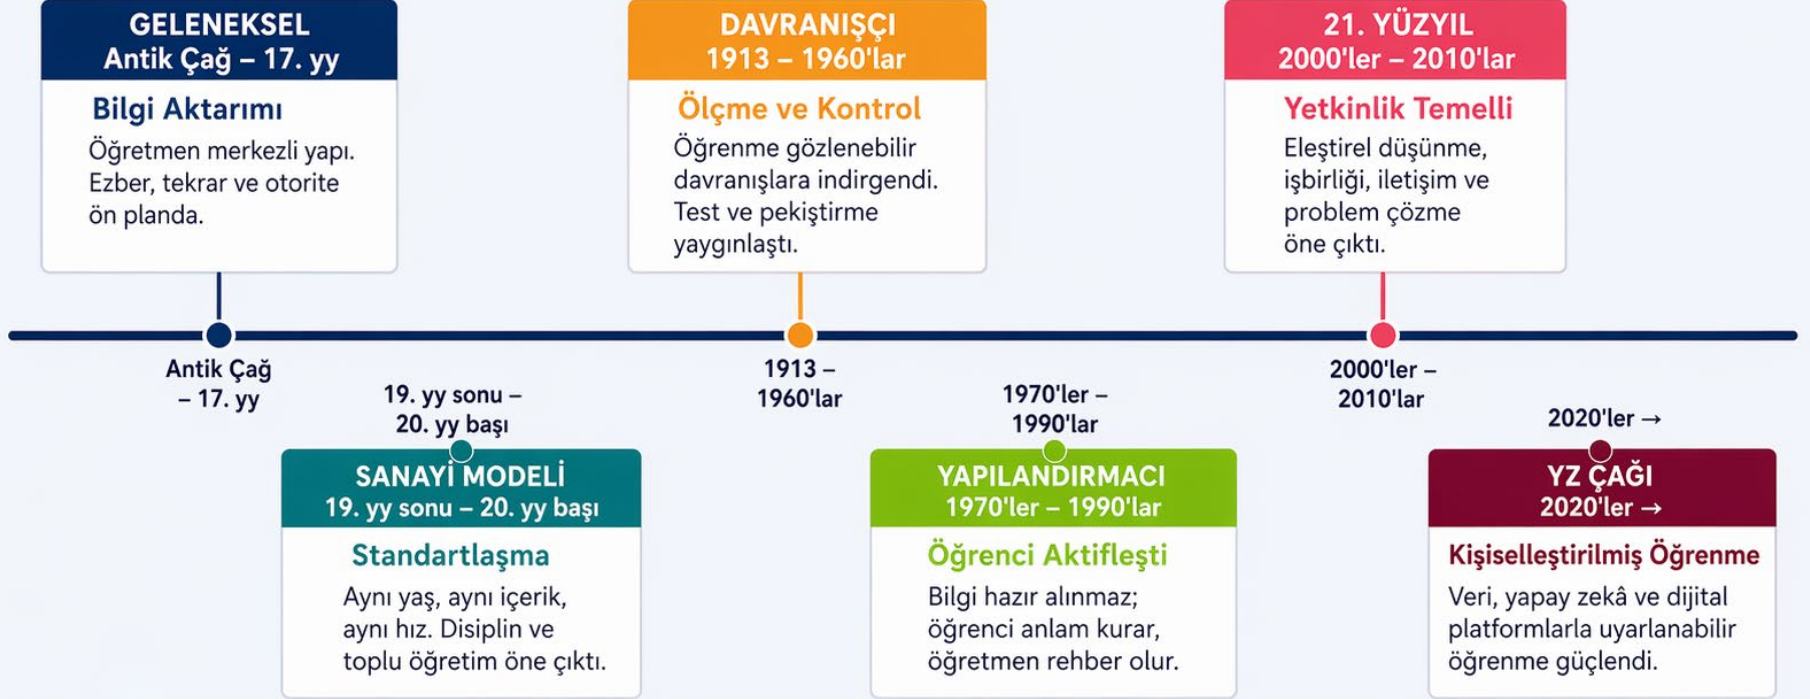 GELENEKSEL
Antik Çağ – 17. yy
Bilgi Aktarımı
Öğretmen merkezli yapı.
Ezber, tekrar ve otorite
ön planda.
DAVRANIŞÇI
1913 – 1960'lar
Ölçme ve Kontrol
Öğrenme gözlenebilir
davranışlara indirgendi.
Test ve pekiştirme
yaygınlaştı.
21. YÜZYIL
2000'ler – 2010'lar
Yetkinlik Temelli
Eleştirel düşünme,
işbirliği, iletişim ve
problem çözme
öne çıktı.
Antik Çağ
– 17. yy
19. yy sonu –
20. yy başı
1913 –
1960'lar
1970'ler –
1990'lar
2000'ler –
2010'lar
2020'ler →
SANAYİ MODELİ
19. yy sonu – 20. yy başı
Standartlaşma
Aynı yaş, aynı içerik,
aynı hız. Disiplin ve
toplu öğretim öne çıktı.
YAPILANDIRMACI
1970'ler – 1990'lar
Öğrenci Aktifleşti
Bilgi hazır alınmaz;
öğrenci anlam kurar,
öğretmen rehber olur.
YZ ÇAĞI
2020'ler →
Kişiselleştirilmiş Öğrenme
Veri, yapay zekâ ve dijital
platformlarla uyarlanabilir
öğrenme güçlendi.